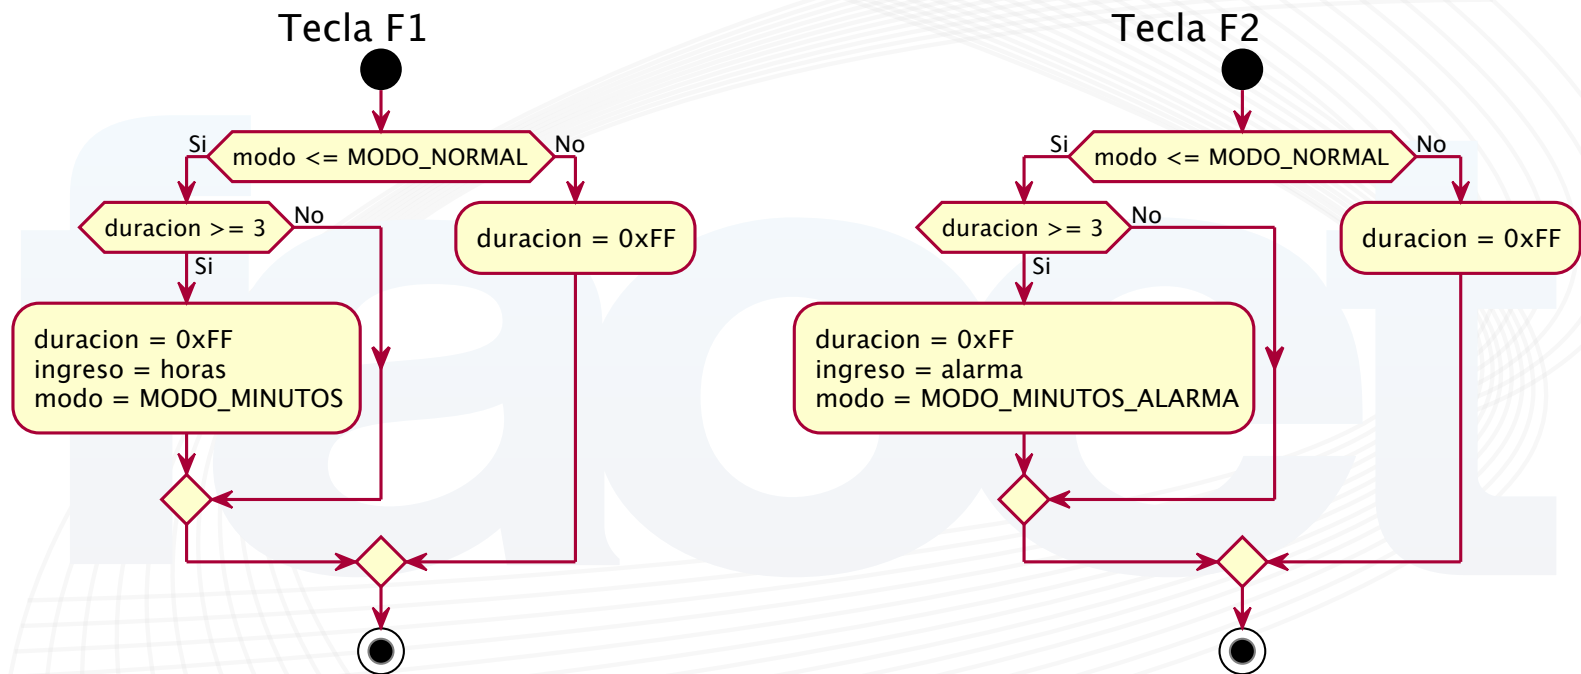 Tecla F1
Si
modo <= MODO_NORMAL
No
duracion >= 3
No
Si
duracion = 0xFF
duracion = 0xFF
ingreso = horas
modo = MODO_MINUTOS
Tecla F2
Si
modo <= MODO_NORMAL
No
duracion >= 3
No
Si
duracion = 0xFF
duracion = 0xFF
ingreso = alarma
modo = MODO_MINUTOS_ALARMA
facet